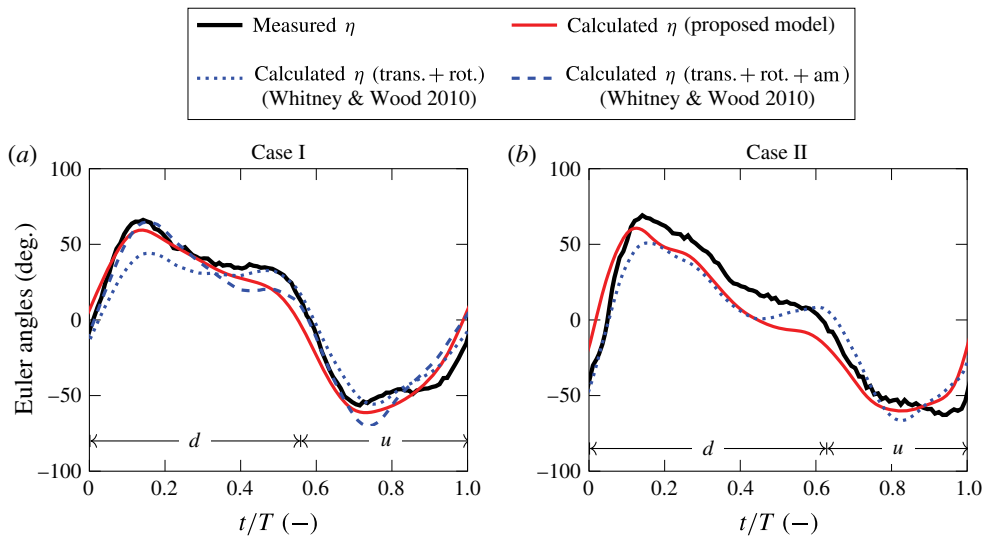 Measured η
Calculated η (proposed model)
Calculated η (trans. + rot.)
(Whitney & Wood 2010)
Calculated η (trans. + rot. + am)
(Whitney & Wood 2010)
(a)
Case I
(b)
Case II
Euler angles (deg.)
100
50
0
−50
−100
d
u
0
0.2
0.4
0.6
0.8
1.0
t/T (−)
100
50
0
−50
−100
d
u
0
0.2
0.4
0.6
0.8
1.0
t/T (−)